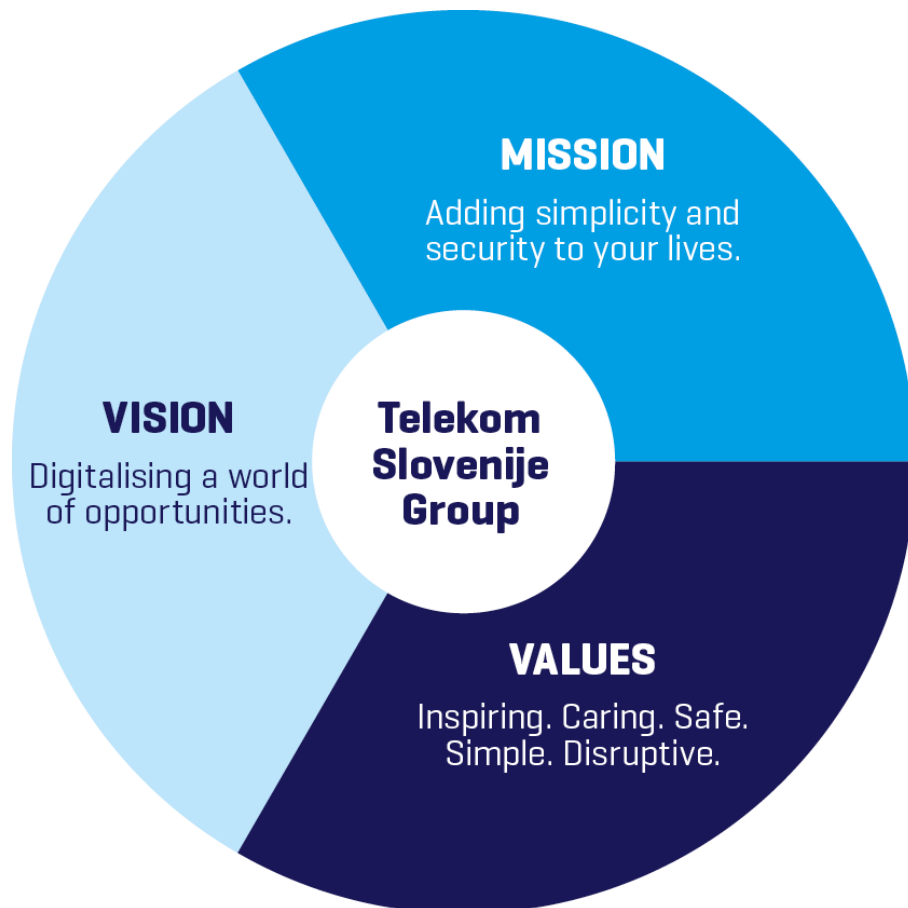 MISSION
Adding simplicity and
security to your lives.
VISION
Digitalising a world
of opportunities.
Telekom
Slovenije
Group
VALUES
Inspiring. Caring. Safe.
Simple. Disruptive.